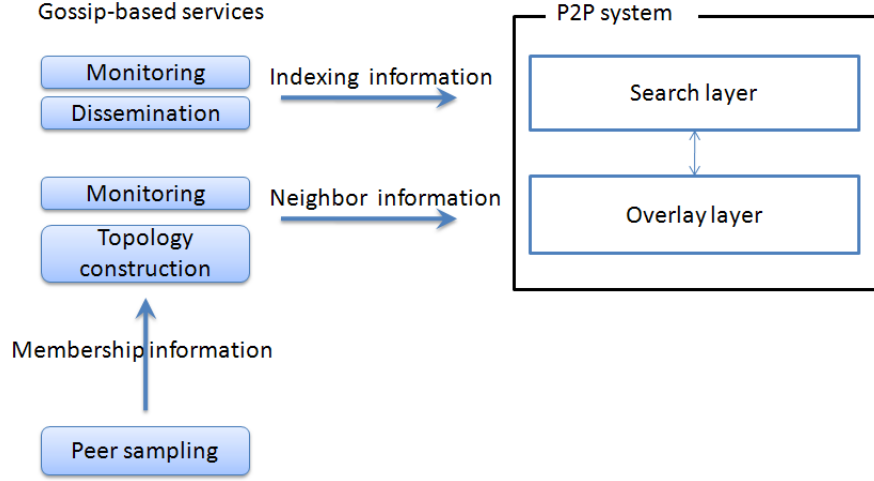 Gossip-based services
P2P system
Monitoring
Indexing information
Dissemination
Search layer
Monitoring
Neighbor information
Topology
construction
Overlay layer
Membership information
Peer sampling